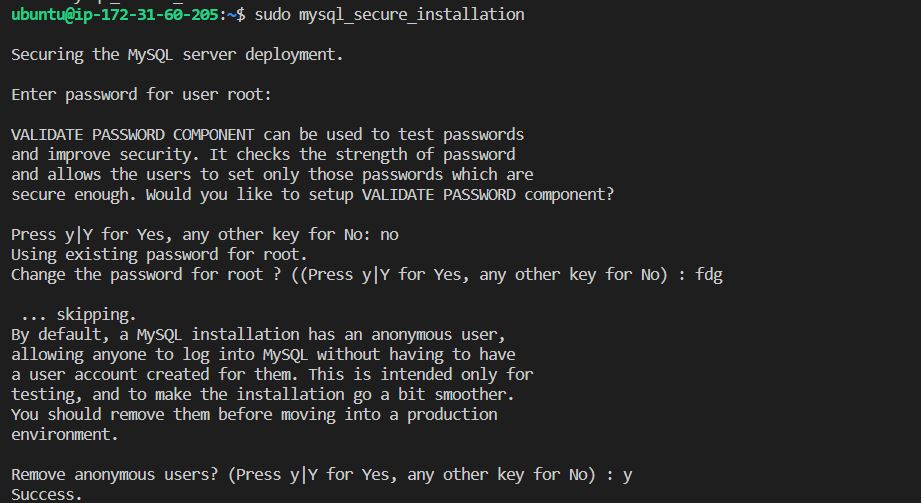 ubuntu@ip-172-31-60-205:~$ sudo mysql_secure_installation
Securing the MySQL server deployment.
Enter password for user root:
VALIDATE PASSWORD COMPONENT can be used to test passwords
and improve security. It checks the strength of password
and allows the users to set only those passwords which are
secure enough. Would you like to setup VALIDATE PASSWORD component?
Press y|Y for Yes, any other key for No: no
Using existing password for root.
Change the password for root ? ((Press y|Y for Yes, any other key for No) : fdg
 ... skipping.
By default, a MySQL installation has an anonymous user,
allowing anyone to log into MySQL without having to have
a user account created for them. This is intended only for
testing, and to make the installation go a bit smoother.
You should remove them before moving into a production
environment.
Remove anonymous users? (Press y|Y for Yes, any other key for No) : y
Success.